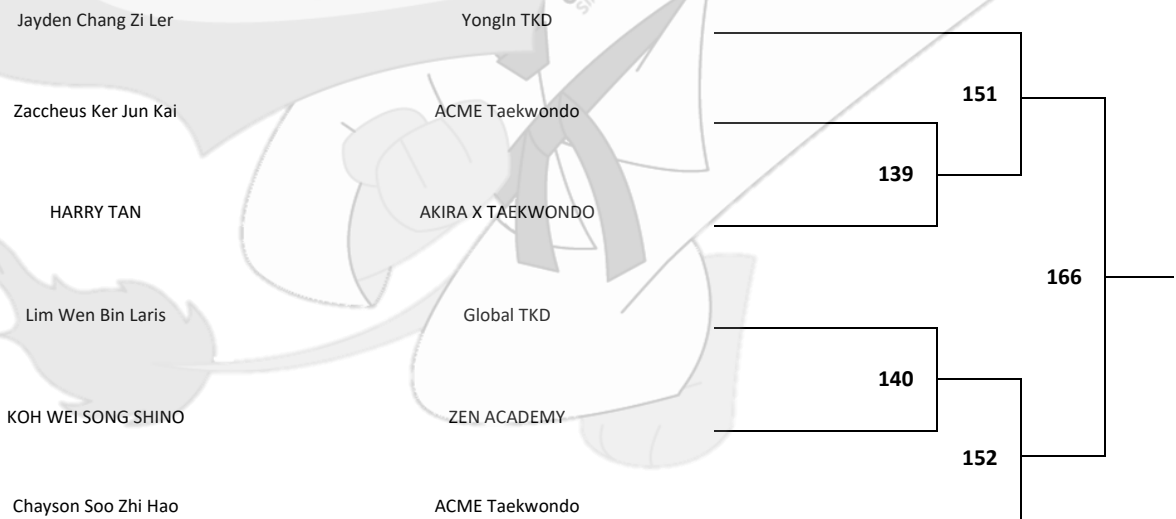 Jayden Chang Zi Ler YongIn TKD
151
Zaccheus Ker Jun Kai ACME Taekwondo
139
HARRY TAN AKIRA X TAEKWONDO
166
Lim Wen Bin Laris Global TKD
140
KOH WEI SONG SHINO ZEN ACADEMY
152
Chayson Soo Zhi Hao ACME Taekwondo